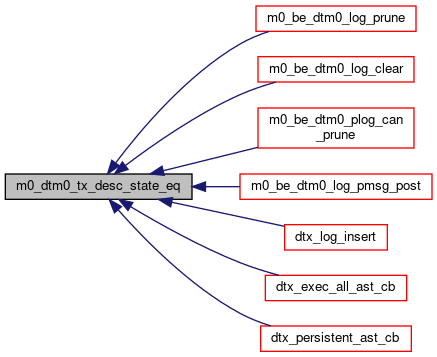 m0_be_dtm0_log_prune
m0_be_dtm0_log_clear
m0_be_dtm0_plog_can
_prune
m0_dtm0_tx_desc_state_eq
m0_be_dtm0_log_pmsg_post
dtx_log_insert
dtx_exec_all_ast_cb
dtx_persistent_ast_cb